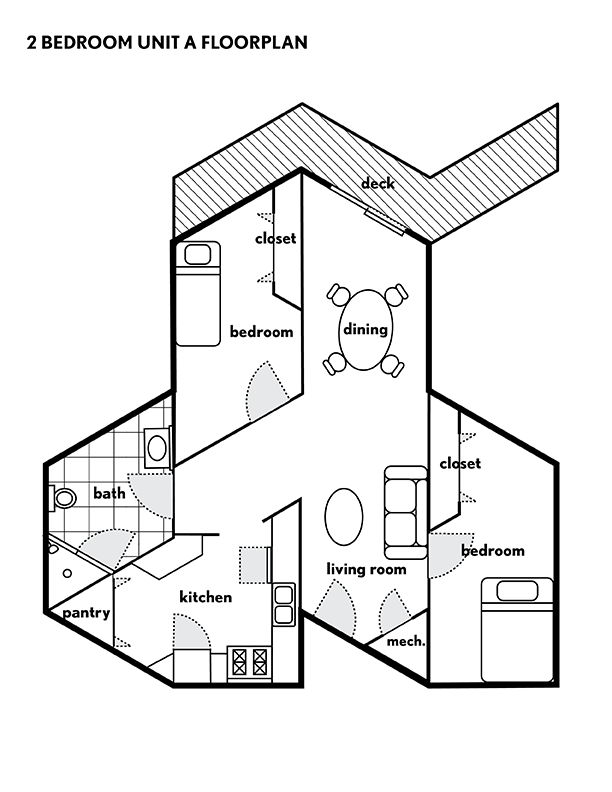 2 BEDROOM UNIT A FLOORPLAN
deck
closet
bedroom
dining
closet
bath
bedroom
living room
kitchen
pantry
mech.